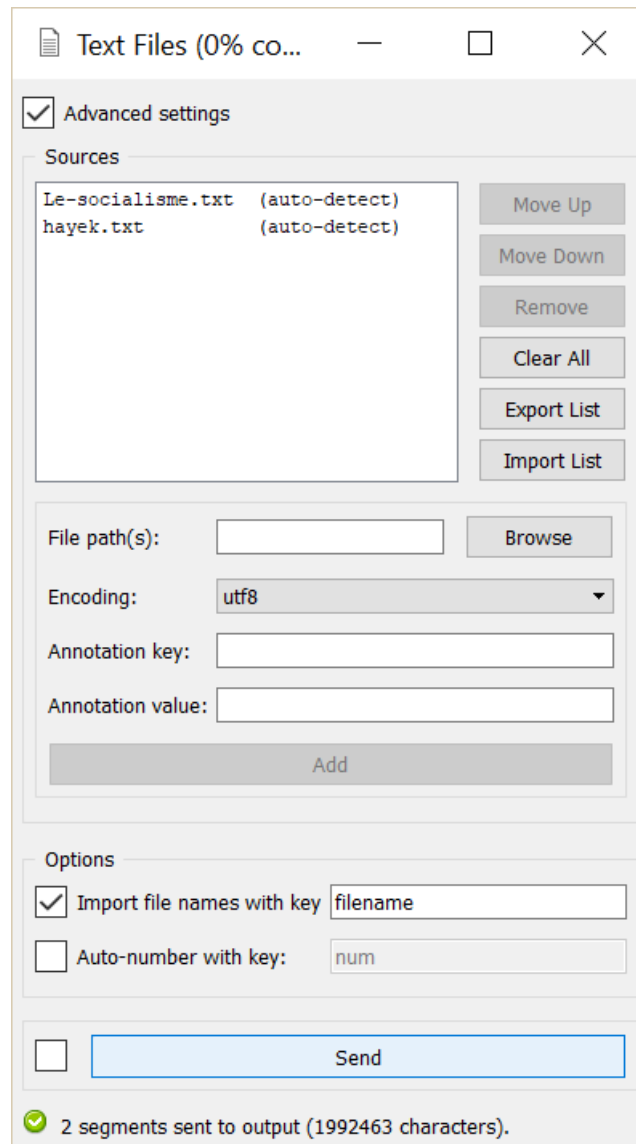 Text Files (0% co...
Advanced settings
Sources
Le-socialisme.txt (auto-detect)
hayek.txt (auto-detect)
Move Up
Move Down
Remove
Clear All
Export List
Import List
File path(s):
Browse
Encoding: utf8
Annotation key:
Annotation value:
Add
Options
Import file names with key filename
Auto-number with key: num
Send
2 segments sent to output (1992463 characters).